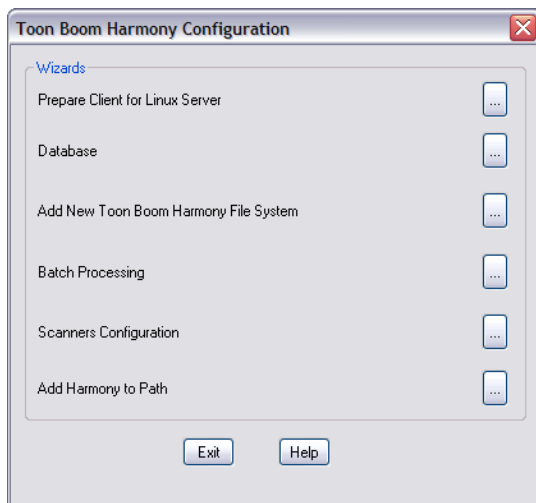 Toon Boom Harmony Configuration
Wizards
Prepare Client for Linux Server ...
Database ...
Add New Toon Boom Harmony File System ...
Batch Processing ...
Scanners Configuration ...
Add Harmony to Path ...
Exit Help